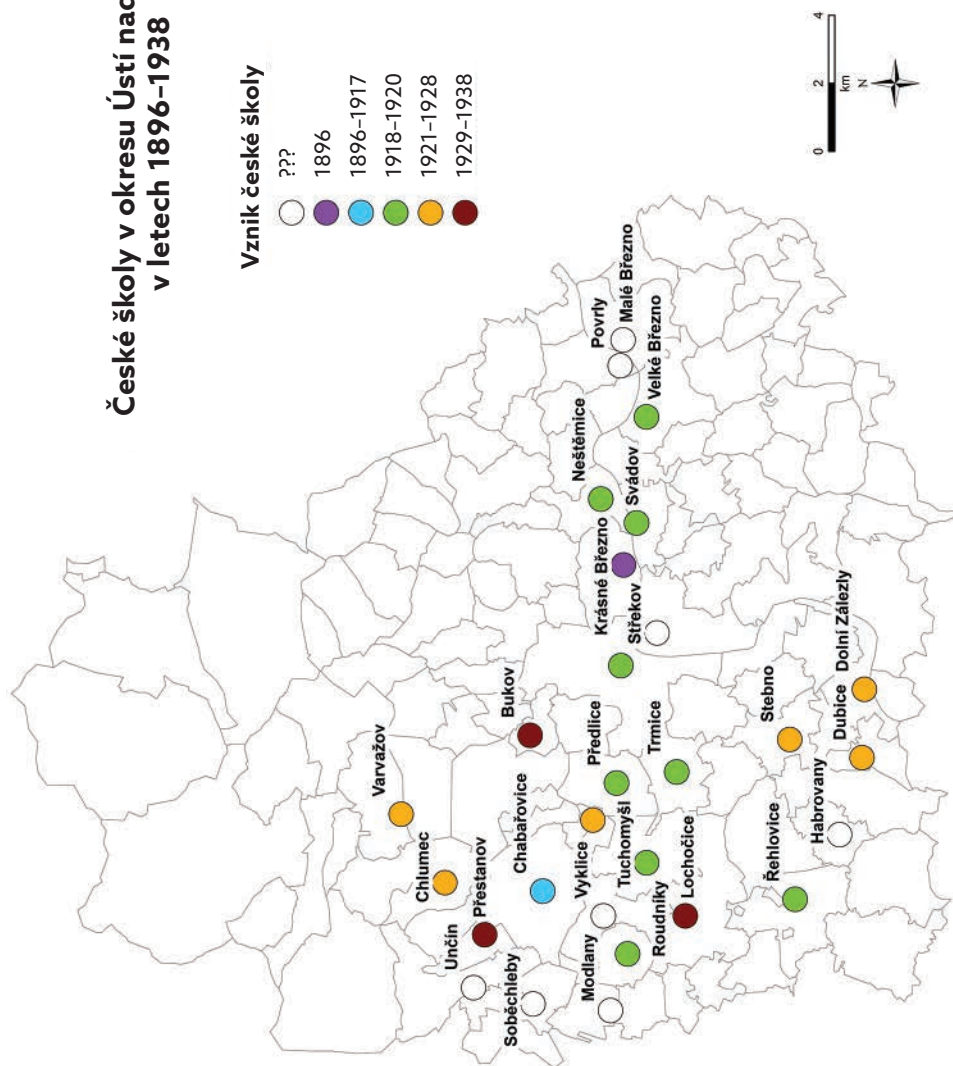 České školy v okresu Ústí nad
v letech 1896–1938
Vznik české školy
???
1896
1896–1917
1918–1920
1921–1928
1929–1938
0 2 4
km
N
Varvažov
Chlumec
Přestanov
Unčín
Soběchleby
Bukov
Chabařovice
Předlice
Vyklice
Tuchomyšl
Modlany
Roudníky
Lochočice
Trmice
Krásné Březno
Střekov
Neštěmice
Svádov
Povrly
Malé Březno
Velké Březno
Stebno
Dolní Zálezly
Dubice
Habrovany
Řehlovice